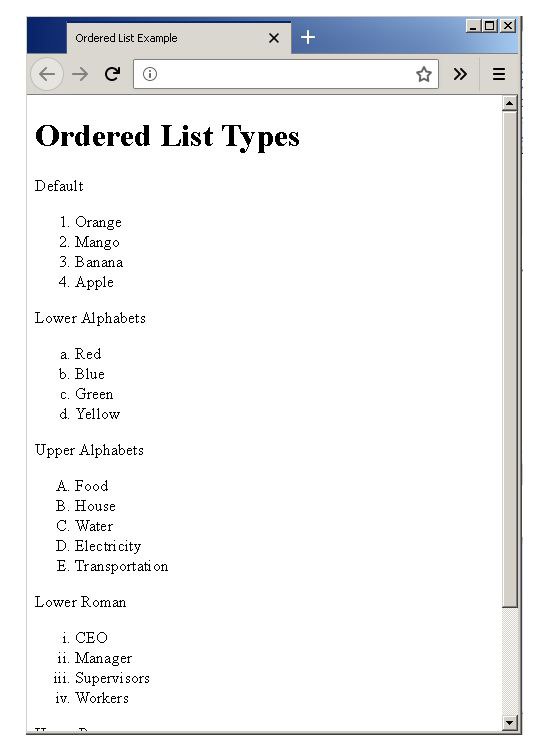 Ordered List Example
Ordered List Types
Default
1. Orange
2. Mango
3. Banana
4. Apple
Lower Alphabets
a. Red
b. Blue
c. Green
d. Yellow
Upper Alphabets
A. Food
B. House
C. Water
D. Electricity
E. Transportation
Lower Roman
i. CEO
ii. Manager
iii. Supervisors
iv. Workers